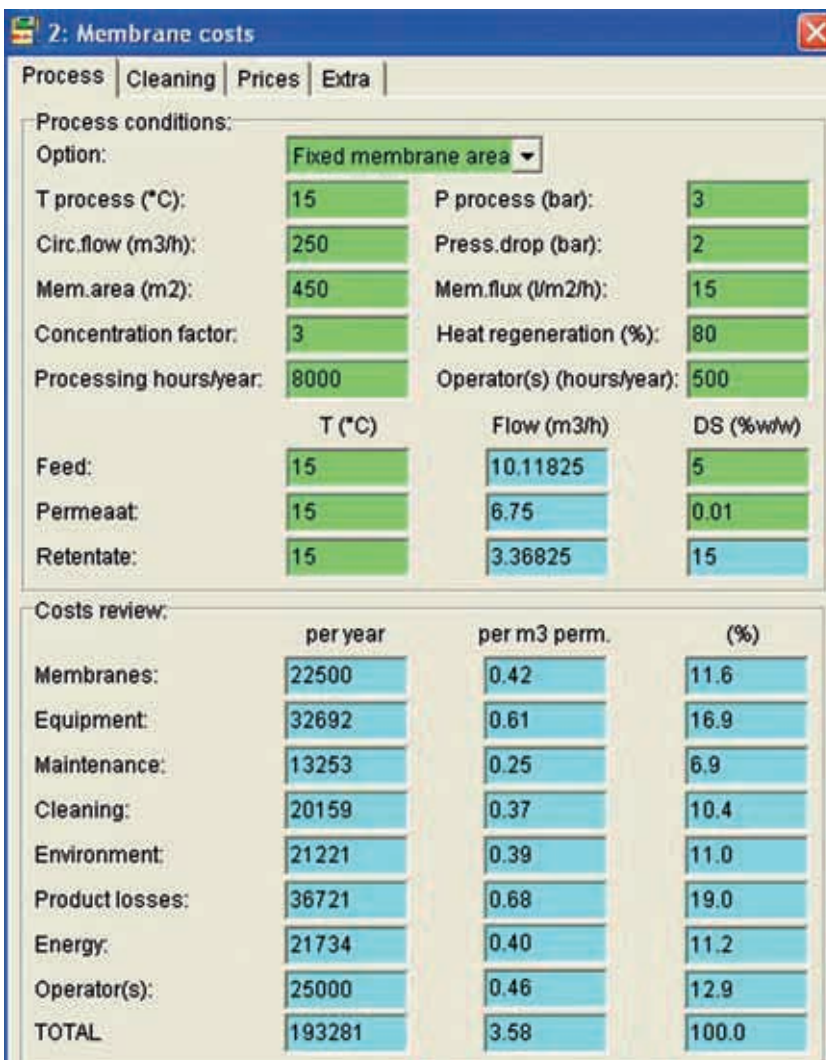 2: Membrane costs
Process Cleaning Prices Extra
Process conditions:
Option: Fixed membrane area
T process (°C): 15 P process (bar): 3
Circ.flow (m3/h): 250 Press.drop (bar): 2
Mem.area (m2): 450 Mem.flux (l/m2/h): 15
Concentration factor: 3 Heat regeneration (%): 80
Processing hours/year: 8000 Operator(s) (hours/year): 500
T (°C) Flow (m3/h) DS (%w/w)
Feed: 15 10.11825 5
Permeaat: 15 6.75 0.01
Retentate: 15 3.36825 15
Costs review:
per year per m3 perm. (%)
Membranes: 22500 0.42 11.6
Equipment: 32692 0.61 16.9
Maintenance: 13253 0.25 6.9
Cleaning: 20159 0.37 10.4
Environment: 21221 0.39 11.0
Product losses: 36721 0.68 19.0
Energy: 21734 0.40 11.2
Operator(s): 25000 0.46 12.9
TOTAL 193281 3.58 100.0